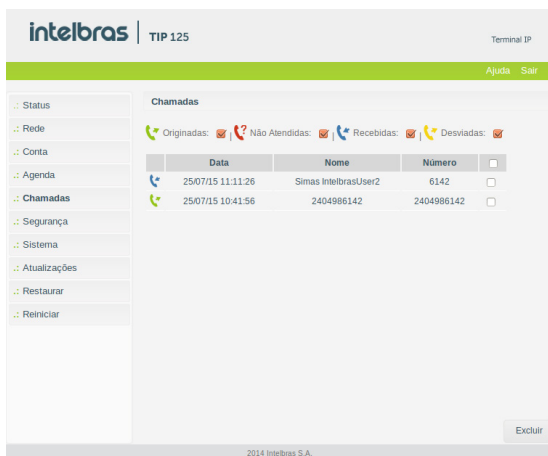 intelbras TIP 125
Terminal IP
Ajuda Sair
.: Status
.: Rede
.: Conta
.: Agenda
.: Chamadas
.: Segurança
.: Sistema
.: Atualizações
.: Restaurar
.: Reiniciar
Chamadas
Originadas: | Não Atendidas: | Recebidas: | Desviadas:
Data Nome Número
25/07/15 11:11:26 Simas IntelbrasUser2 6142
25/07/15 10:41:56 2404986142 2404986142
Excluir
2014 Intelbras S.A.